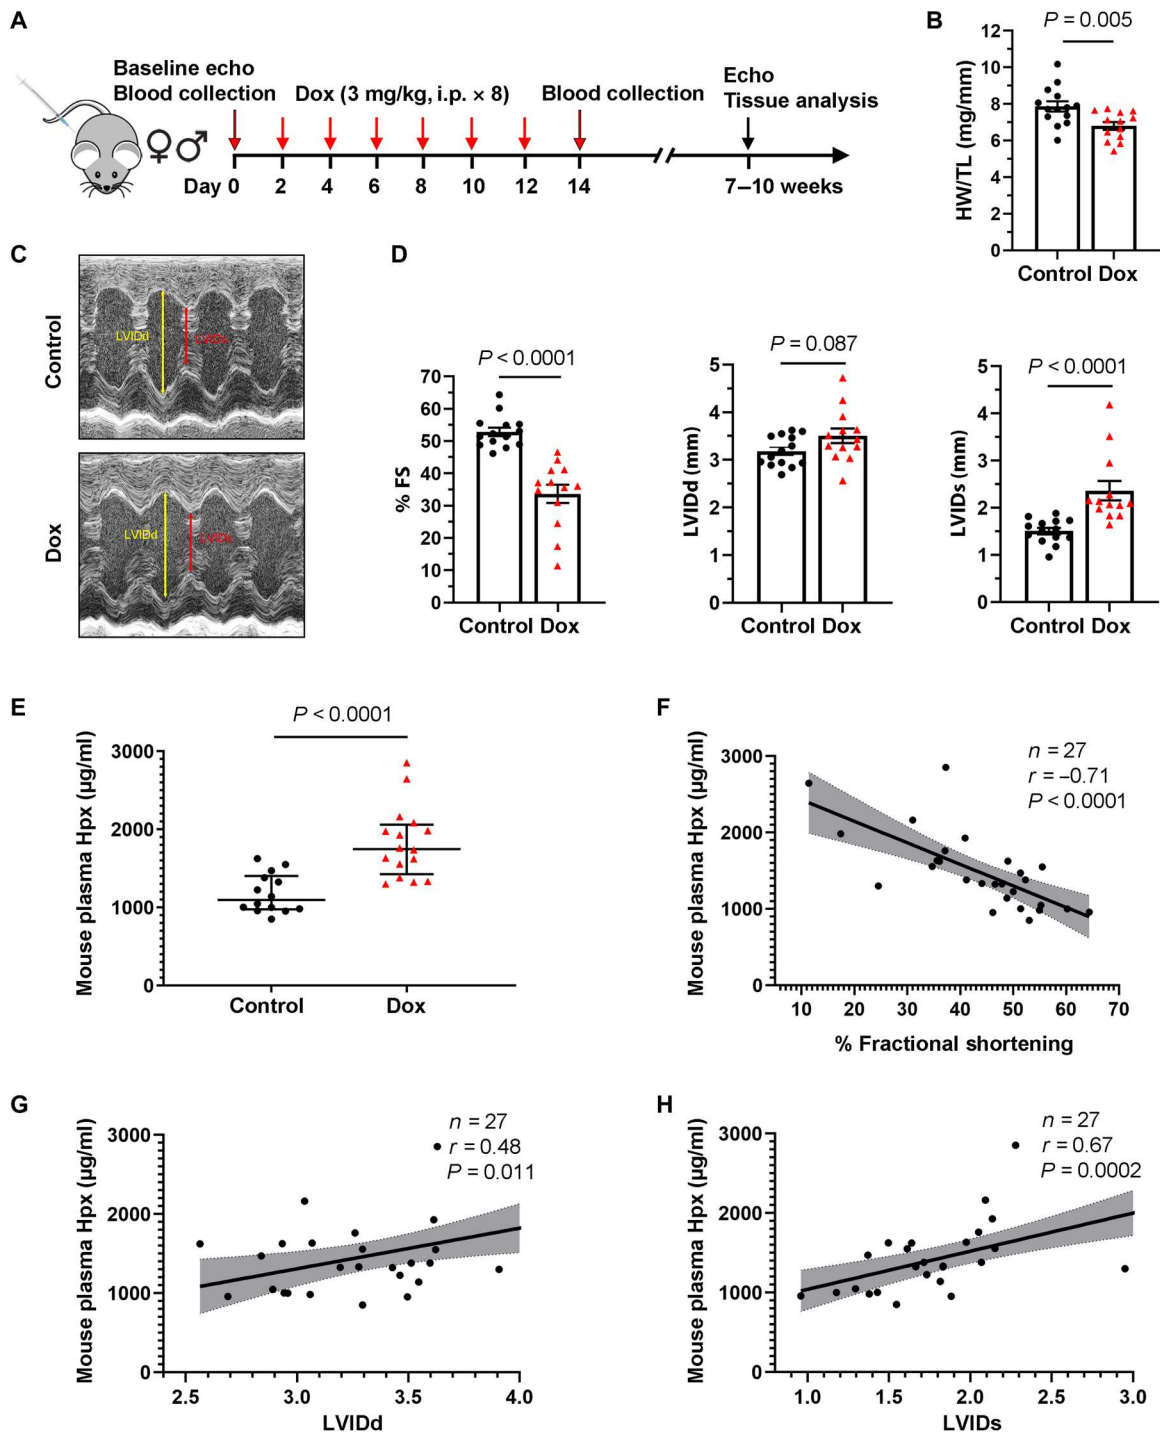 A
Baseline echo
Blood collection
Dox (3 mg/kg, i.p. × 8)
Blood collection
Echo
Tissue analysis
♀♂
Day 0 2 4 6 8 10 12 14 7–10 weeks
B
P = 0.005
HW/TL (mg/mm)
12
10
8
6
4
2
0
Control Dox
C
Control
LVIDd
LVIDs
Dox
LVIDd
LVIDs
D
P < 0.0001
% FS
70
60
50
40
30
20
10
0
Control Dox
P = 0.087
LVIDd (mm)
5
4
3
2
1
0
Control Dox
P < 0.0001
LVIDs (mm)
5
4
3
2
1
0
Control Dox
E
P < 0.0001
Mouse plasma Hpx (µg/ml)
3000
2000
1000
0
Control Dox
F
n = 27
r = –0.71
P < 0.0001
Mouse plasma Hpx (µg/ml)
3000
2000
1000
0
10 20 30 40 50 60 70
% Fractional shortening
G
n = 27
r = 0.48
P = 0.011
Mouse plasma Hpx (µg/ml)
3000
2000
1000
0
2.5 3.0 3.5 4.0
LVIDd
H
n = 27
r = 0.67
P = 0.0002
Mouse plasma Hpx (µg/ml)
3000
2000
1000
0
1.0 1.5 2.0 2.5 3.0
LVIDs